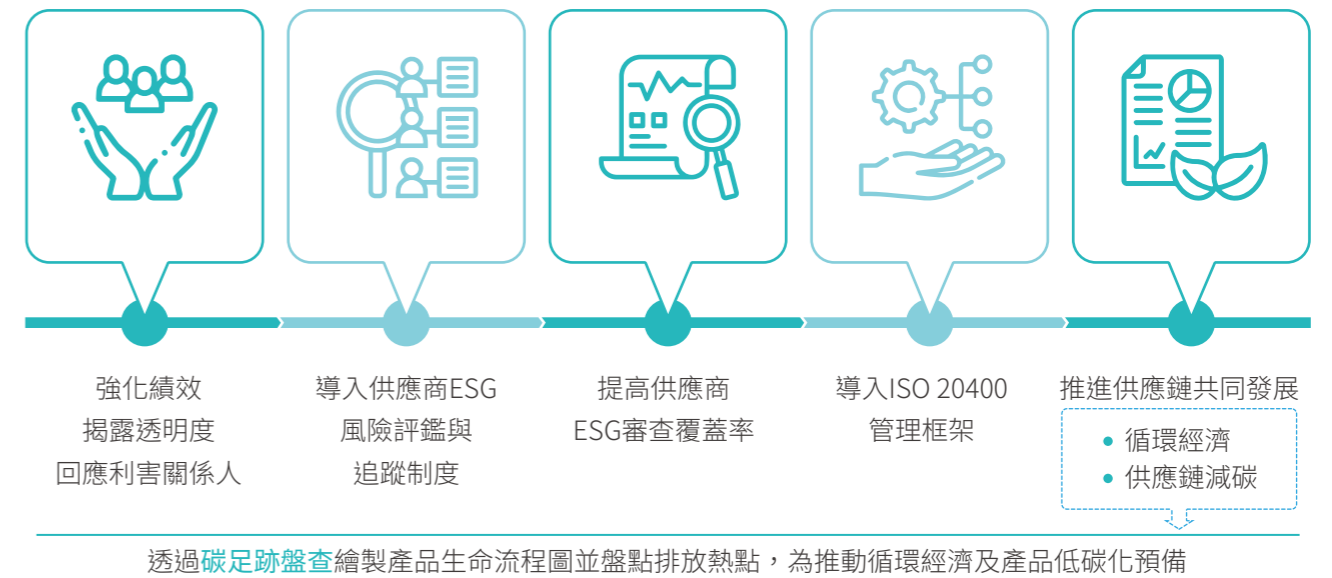 強化績效
揭露透明度
回應利害關係人
導入供應商ESG
風險評鑑與
追蹤制度
提高供應商
ESG審查覆蓋率
導入ISO 20400
管理框架
推進供應鏈共同發展
• 循環經濟
• 供應鏈減碳
透過碳足跡盤查繪製產品生命流程圖並盤點排放熱點，為推動循環經濟及產品低碳化預備